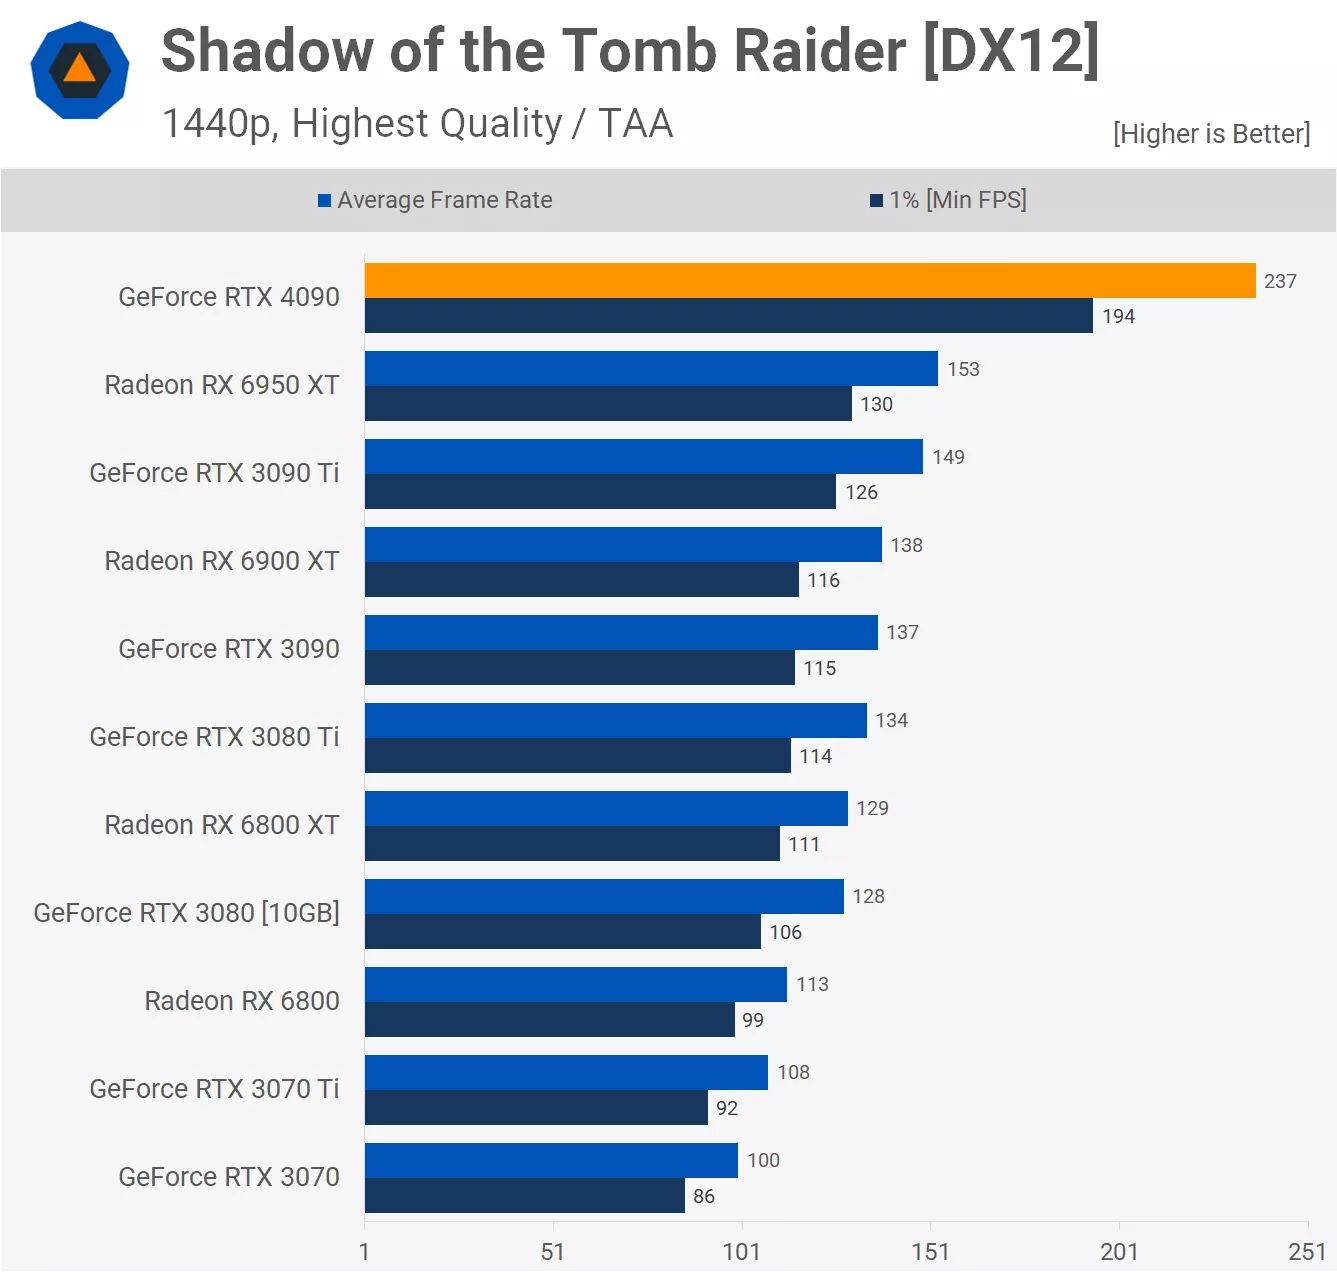 Shadow of the Tomb Raider [DX12]
1440p, Highest Quality / TAA
[Higher is Better]
Average Frame Rate 1% [Min FPS]
GeForce RTX 4090 237
194
Radeon RX 6950 XT 153
130
GeForce RTX 3090 Ti 149
126
Radeon RX 6900 XT 138
116
GeForce RTX 3090 137
115
GeForce RTX 3080 Ti 134
114
Radeon RX 6800 XT 129
111
GeForce RTX 3080 [10GB] 128
106
Radeon RX 6800 113
99
GeForce RTX 3070 Ti 108
92
GeForce RTX 3070 100
86
1 51 101 151 201 251